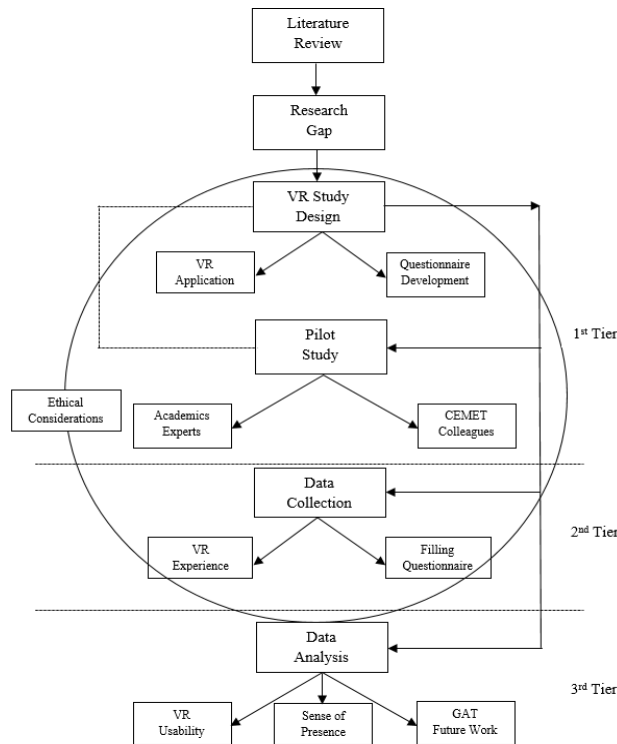 Literature
Review
Research
Gap
VR Study
Design
VR
Application
Questionnaire
Development
1st Tier
Pilot
Study
Ethical
Considerations
Academics
Experts
CEMET
Colleagues
Data
Collection
2nd Tier
VR
Experience
Filling
Questionnaire
Data
Analysis
3rd Tier
VR
Usability
Sense of
Presence
GAT
Future Work